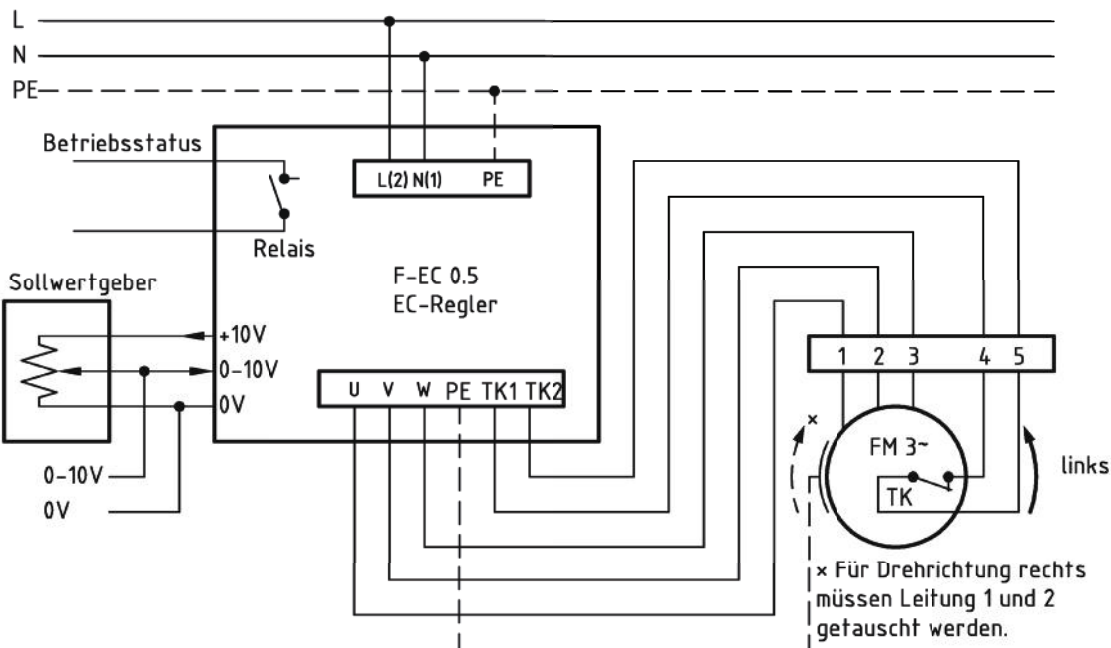 L
N
PE
Betriebsstatus
L(2) N(1) PE
Relais
F-EC 0.5
EC-Regler
Sollwertgeber
+10V
0-10V
0V
U V W PE TK1 TK2
0-10V
0V
1 2 3 4 5
×
FM 3~
TK
links
× Für Drehrichtung rechts
müssen Leitung 1 und 2
getauscht werden.